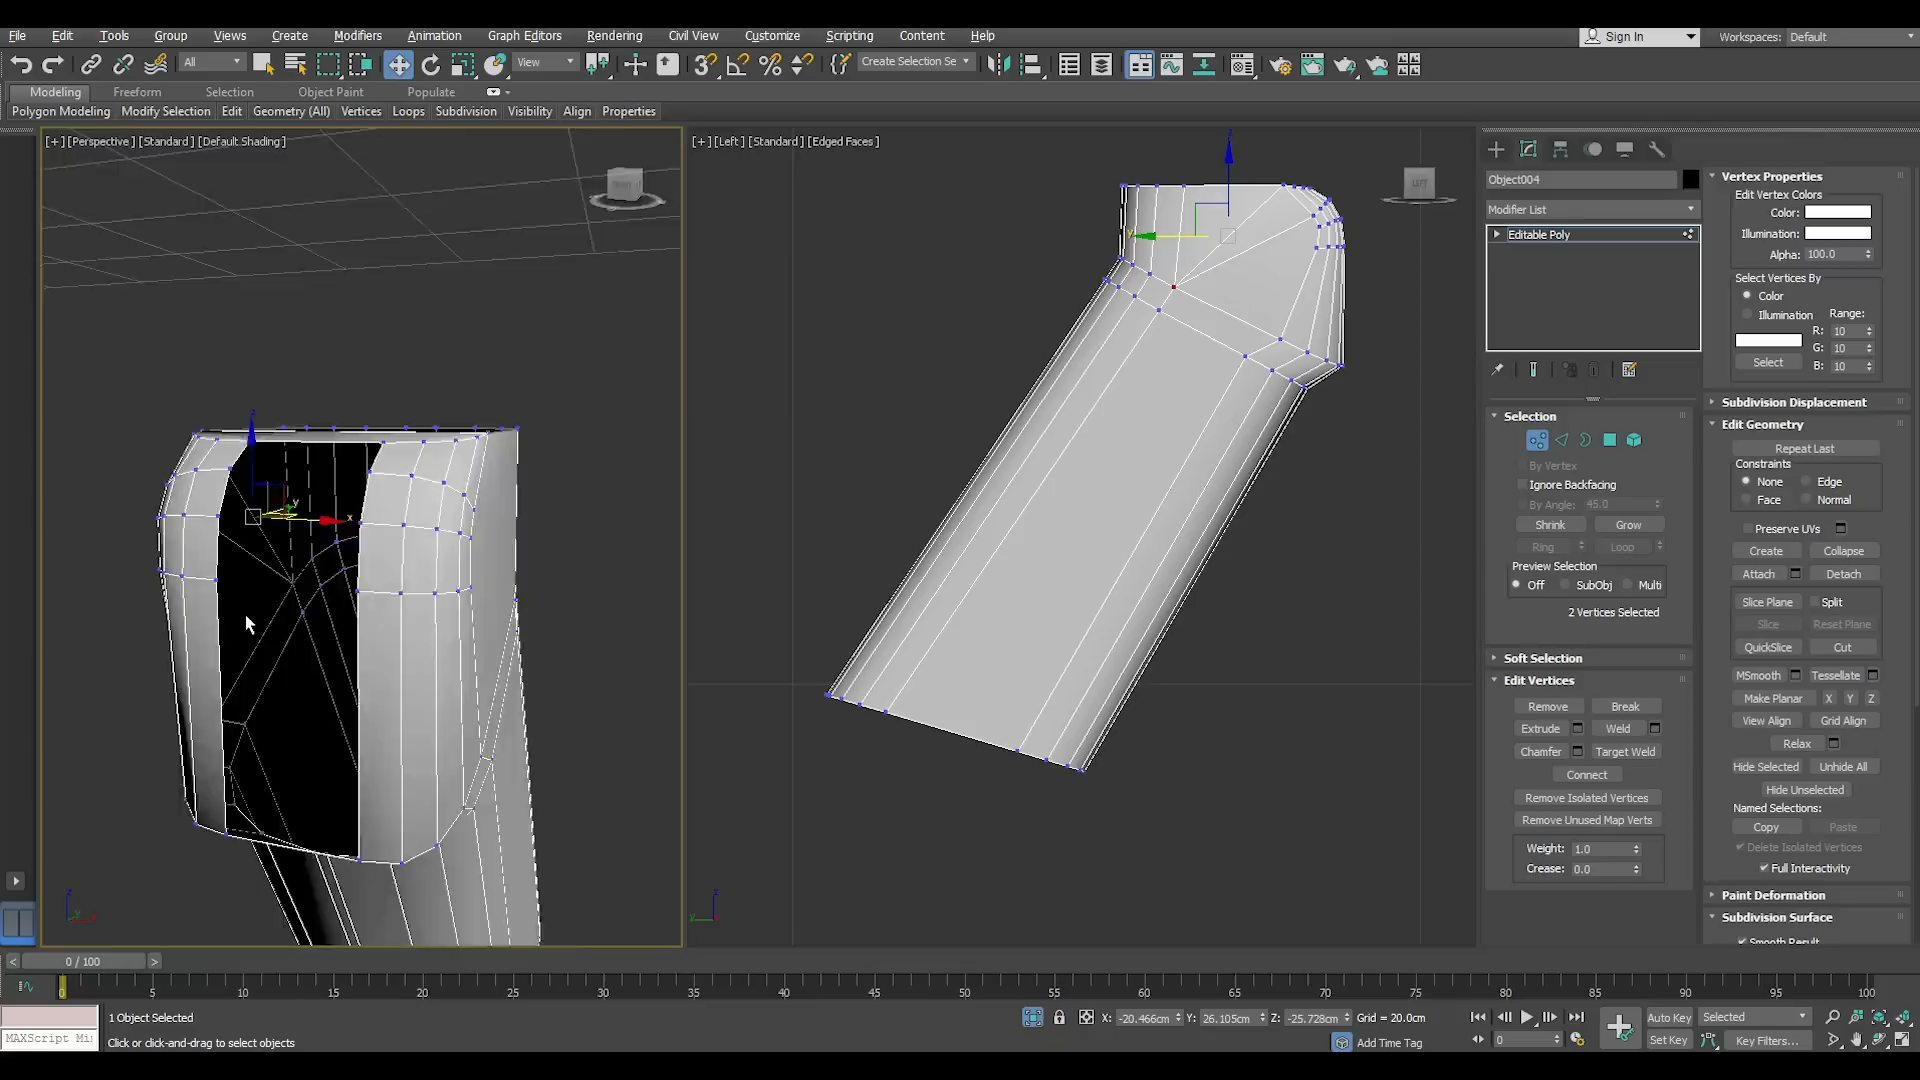 File Edit Tools Group Views Create Modifiers Animation Graph Editors Rendering Civil View Customize Scripting Content Help Sign In Workspaces: Default
All View Create Selection Se
Modeling Freeform Selection Object Paint Populate
Polygon Modeling Modify Selection Edit Geometry (All) Vertices Loops Subdivision Visibility Align Properties
[+] [Perspective] [Standard] [Default Shading]
[+] [Left] [Standard] [Edged Faces]
LEFT
z
y
x
z
y
Object004
Modifier List
Editable Poly
Selection
By Vertex
Ignore Backfacing
By Angle: 45.0
Shrink Grow
Ring Loop
Preview Selection
Off SubObj Multi
2 Vertices Selected
Soft Selection
Edit Vertices
Remove Break
Extrude Weld
Chamfer Target Weld
Connect
Remove Isolated Vertices
Remove Unused Map Verts
Weight: 1.0
Crease: 0.0
Vertex Properties
Edit Vertex Colors
Color:
Illumination:
Alpha: 100.0
Select Vertices By
Color
Illumination Range:
R: 10
G: 10
Select B: 10
Subdivision Displacement
Edit Geometry
Repeat Last
Constraints
None Edge
Face Normal
Preserve UVs
Create Collapse
Attach Detach
Slice Plane Split
Slice Reset Plane
QuickSlice Cut
MSmooth Tessellate
Make Planar X Y Z
View Align Grid Align
Relax
Hide Selected Unhide All
Hide Unselected
Named Selections:
Copy Paste
Delete Isolated Vertices
Full Interactivity
Paint Deformation
Subdivision Surface
Smooth Result
< 0 / 100 >
0 5 10 15 20 25 30 35 40 45 50 55 60 65 70 75 80 85 90 95 100
1 Object Selected X: -20.466cm Y: 26.105cm Z: -25.728cm Grid = 20.0cm Auto Key Selected
MAXScript Mi Click or click-and-drag to select objects Add Time Tag 0 Set Key Key Filters...